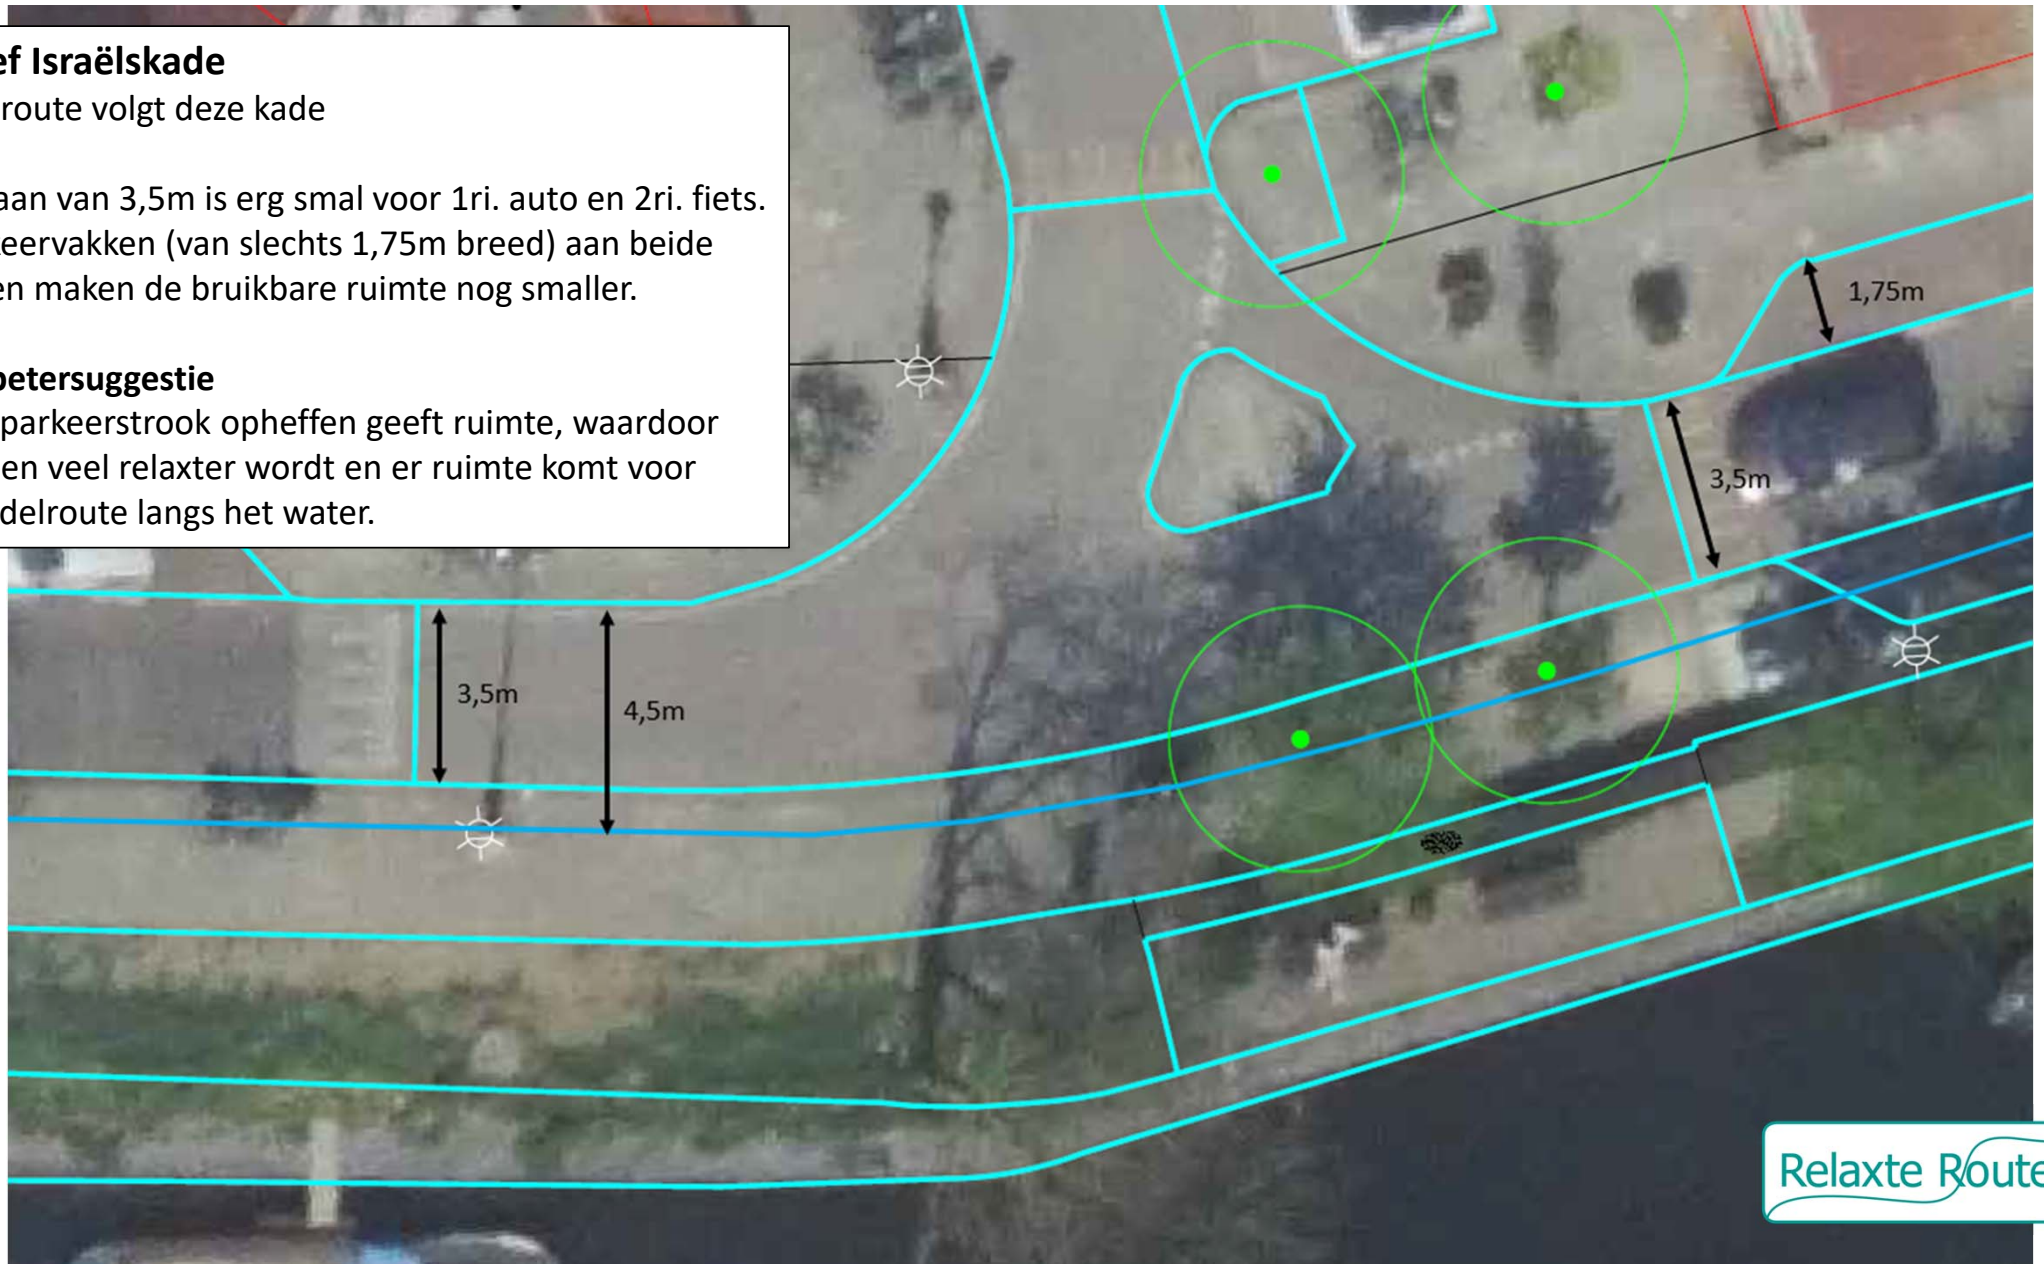 ef Israëlskade
route volgt deze kade
aan van 3,5m is erg smal voor 1ri. auto en 2ri. fiets.
eervakken (van slechts 1,75m breed) aan beide
en maken de bruikbare ruimte nog smaller.
betersuggestie
parkeerstrook opheffen geeft ruimte, waardoor
en veel relaxter wordt en er ruimte komt voor
delroute langs het water.
1,75m
3,5m
3,5m
4,5m
Relaxte Route